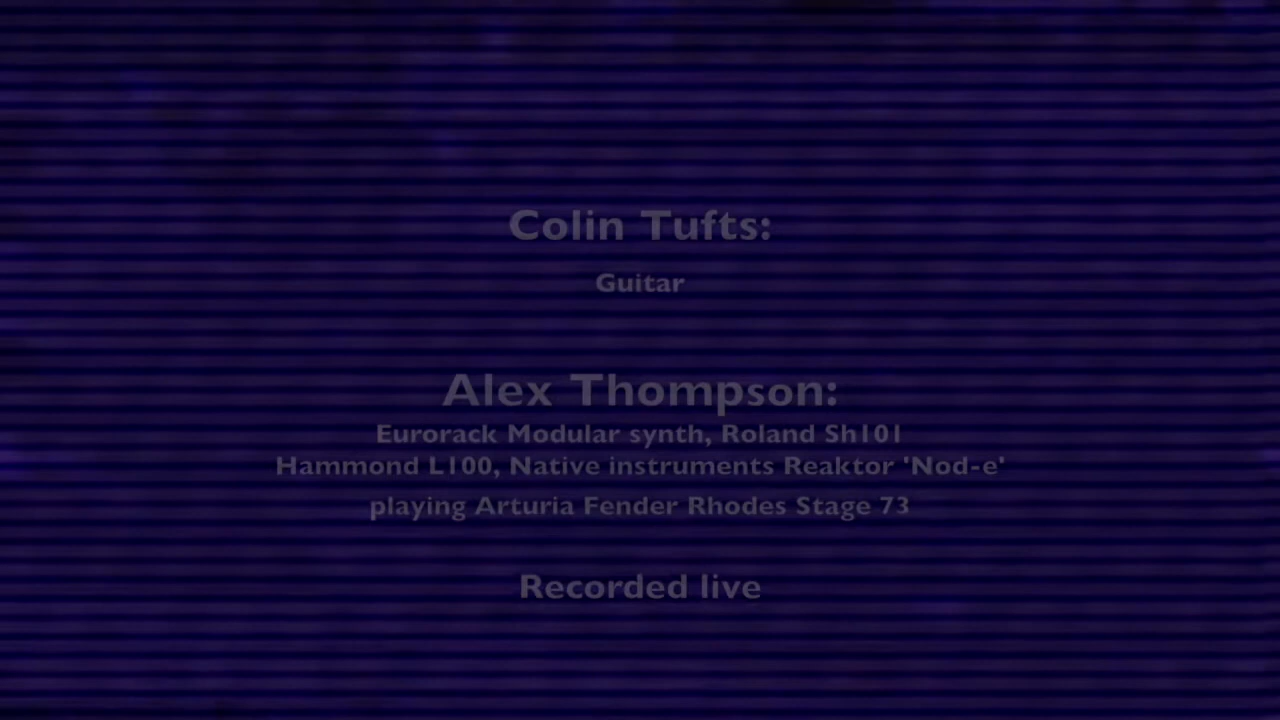 Colin Tufts:
Guitar
Alex Thompson:
Eurorack Modular synth, Roland Sh101
Hammond L100, Native instruments Reaktor 'Nod-e'
playing Arturia Fender Rhodes Stage 73
Recorded live